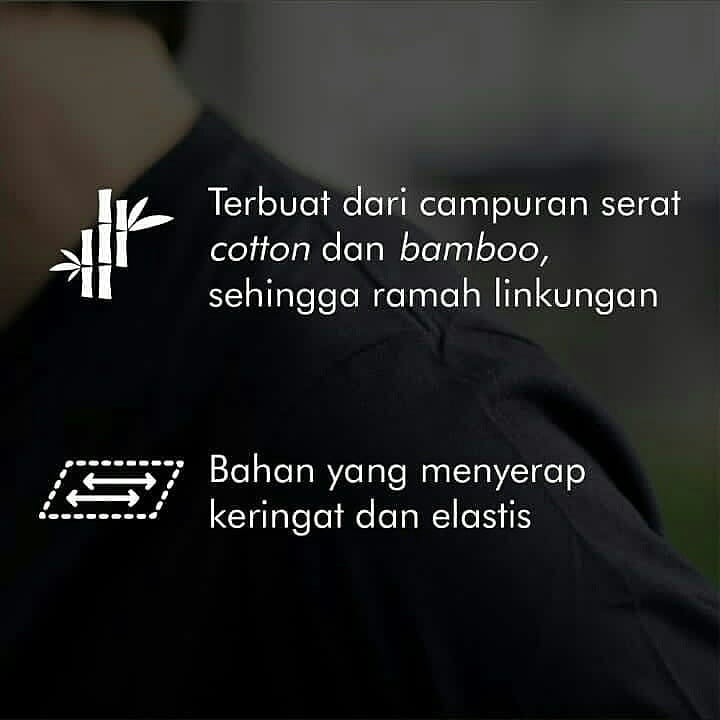 Terbuat dari campuran serat
cotton dan bamboo,
sehingga ramah linkungan
Bahan yang menyerap
keringat dan elastis